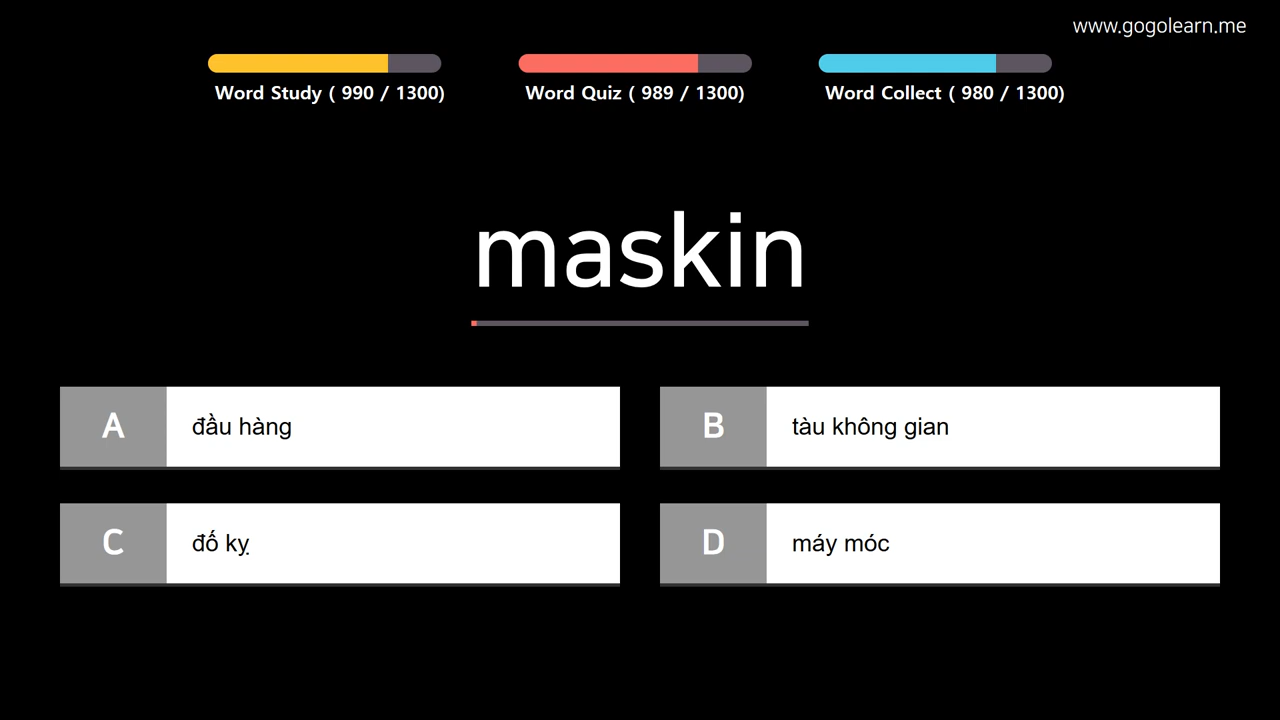 www.gogolearn.me
Word Study ( 990 / 1300)
Word Quiz ( 989 / 1300)
Word Collect ( 980 / 1300)
maskin
A
đầu hàng
B
tàu không gian
C
đố kỵ
D
máy móc